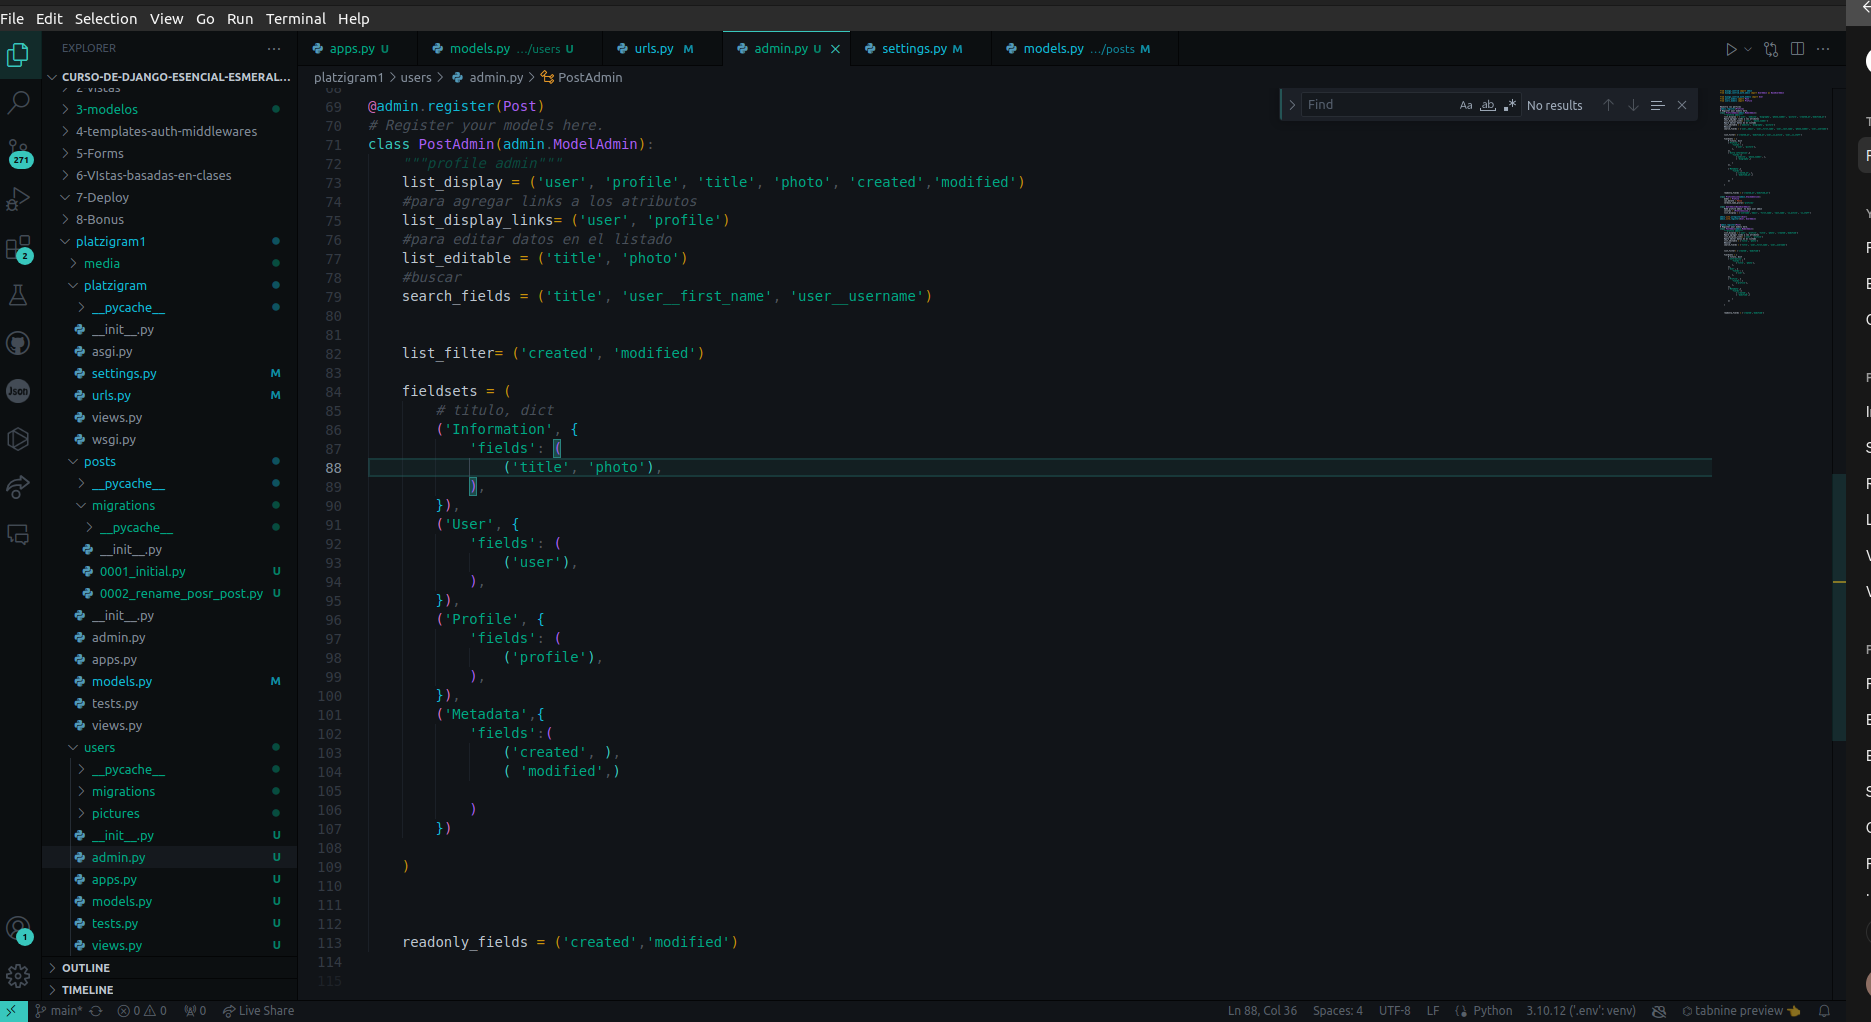 File Edit Selection View Go Run Terminal Help
EXPLORER
CURSO-DE-DJANGO-ESENCIAL-ESMERAL...
2-vistas
3-modelos
4-templates-auth-middlewares
5-Forms
6-VIstas-basadas-en-clases
7-Deploy
8-Bonus
platzigram1
media
platzigram
__pycache__
__init__.py
asgi.py
settings.py M
urls.py M
views.py
wsgi.py
posts
__pycache__
migrations
__pycache__
__init__.py
0001_initial.py U
0002_rename_posr_post.py U
__init__.py
admin.py
apps.py
models.py M
tests.py
views.py
users
__pycache__
migrations
pictures
__init__.py U
admin.py U
apps.py U
models.py U
tests.py U
views.py U
OUTLINE
TIMELINE
271
2
Json
1
apps.py U models.py .../users U urls.py M admin.py U settings.py M models.py .../posts M
platzigram1 > users > admin.py > PostAdmin
Find Aa ab No results
68
69 @admin.register(Post)
70 # Register your models here.
71 class PostAdmin(admin.ModelAdmin):
72 """profile admin"""
73 list_display = ('user', 'profile', 'title', 'photo', 'created','modified')
74 #para agregar links a los atributos
75 list_display_links= ('user', 'profile')
76 #para editar datos en el listado
77 list_editable = ('title', 'photo')
78 #buscar
79 search_fields = ('title', 'user__first_name', 'user__username')
80
81
82 list_filter= ('created', 'modified')
83
84 fieldsets = (
85 # titulo, dict
86 ('Information', {
87 'fields': (
88 ('title', 'photo'),
89 ),
90 }),
91 ('User', {
92 'fields': (
93 ('user'),
94 ),
95 }),
96 ('Profile', {
97 'fields': (
98 ('profile'),
99 ),
100 }),
101 ('Metadata',{
102 'fields':(
103 ('created', ),
104 ( 'modified',)
105
106 )
107 })
108
109 )
110
111
112
113 readonly_fields = ('created','modified')
114
115
main* 0 0 0 Live Share Ln 88, Col 36 Spaces: 4 UTF-8 LF Python 3.10.12 ('.env': venv) tabnine preview